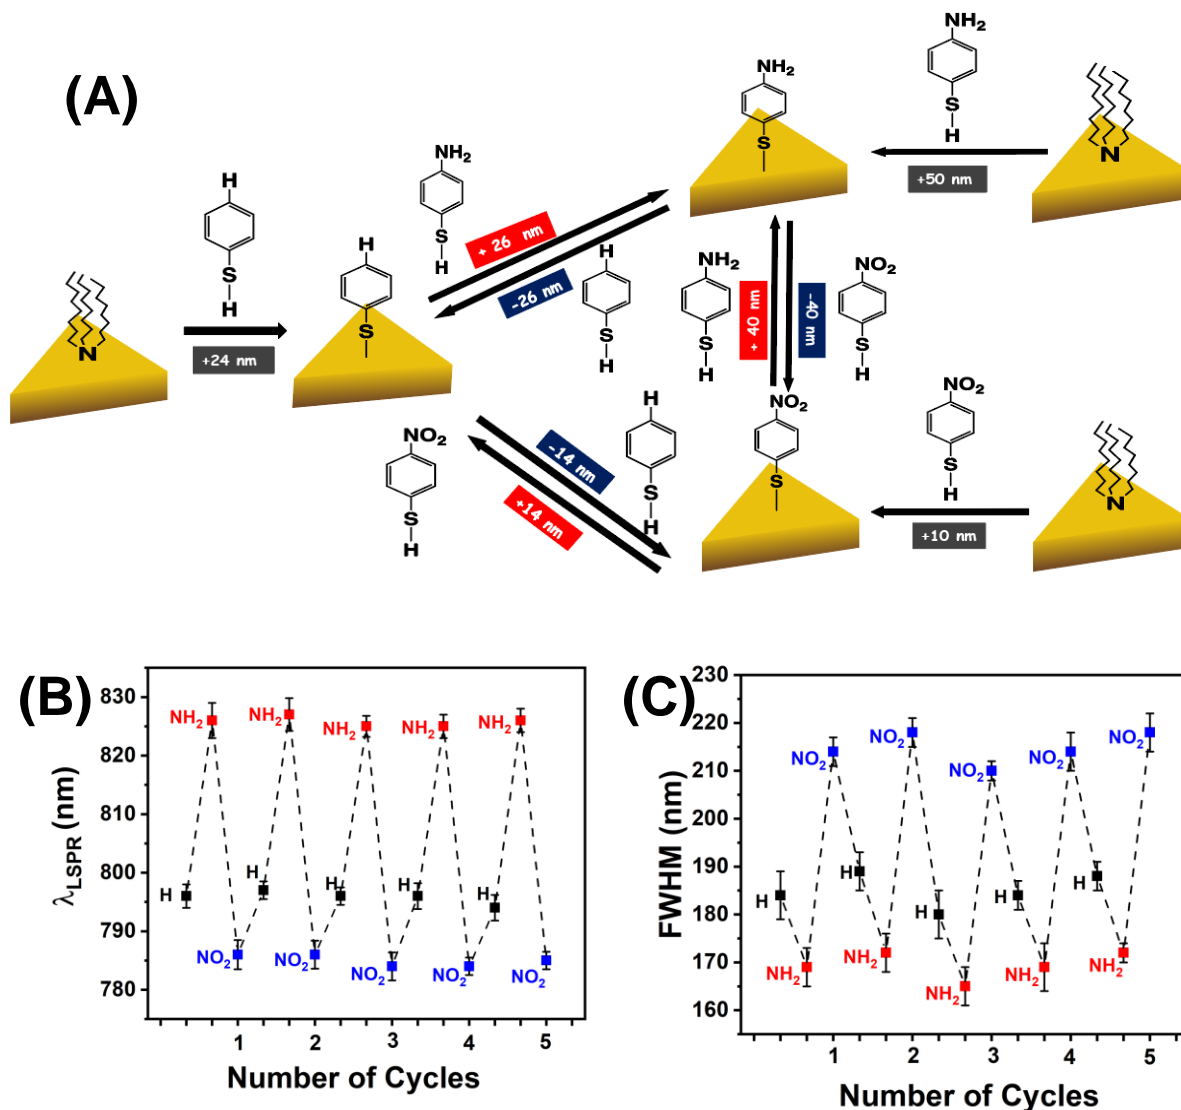 (A)
NH₂
S
H
+50 nm
N
NH₂
S
H
S
H
NH₂
S
H
+ 26 nm
-26 nm
H
S
H
NH₂
S
H
+ 40 nm
-40 nm
NO₂
S
H
N
+24 nm
H
S
NO₂
S
H
-14 nm
+14 nm
H
S
H
NO₂
S
NO₂
S
H
+10 nm
N
(B)
λLSPR (nm)
830
820
810
800
790
780
NH₂
NH₂
NH₂
NH₂
NH₂
H
H
H
H
H
NO₂
NO₂
NO₂
NO₂
NO₂
1 2 3 4 5
Number of Cycles
(C)
FWHM (nm)
230
220
210
200
190
180
170
160
NO₂
NO₂
NO₂
NO₂
NO₂
H
H
H
H
H
NH₂
NH₂
NH₂
NH₂
NH₂
1 2 3 4 5
Number of Cycles